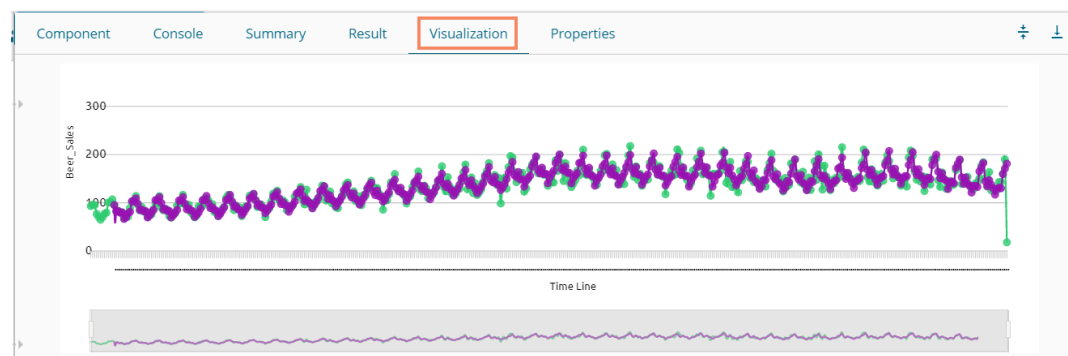 Component Console Summary Result Visualization Properties
300
Beer_Sales
200
100
0
Time Line